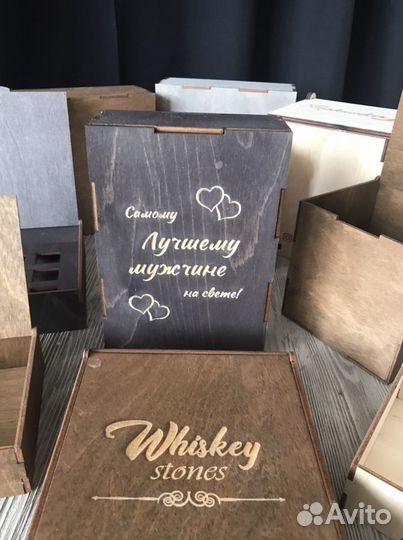 Самому
Лучшему
мужчине
на свете!
Whiskey
stones
Avito